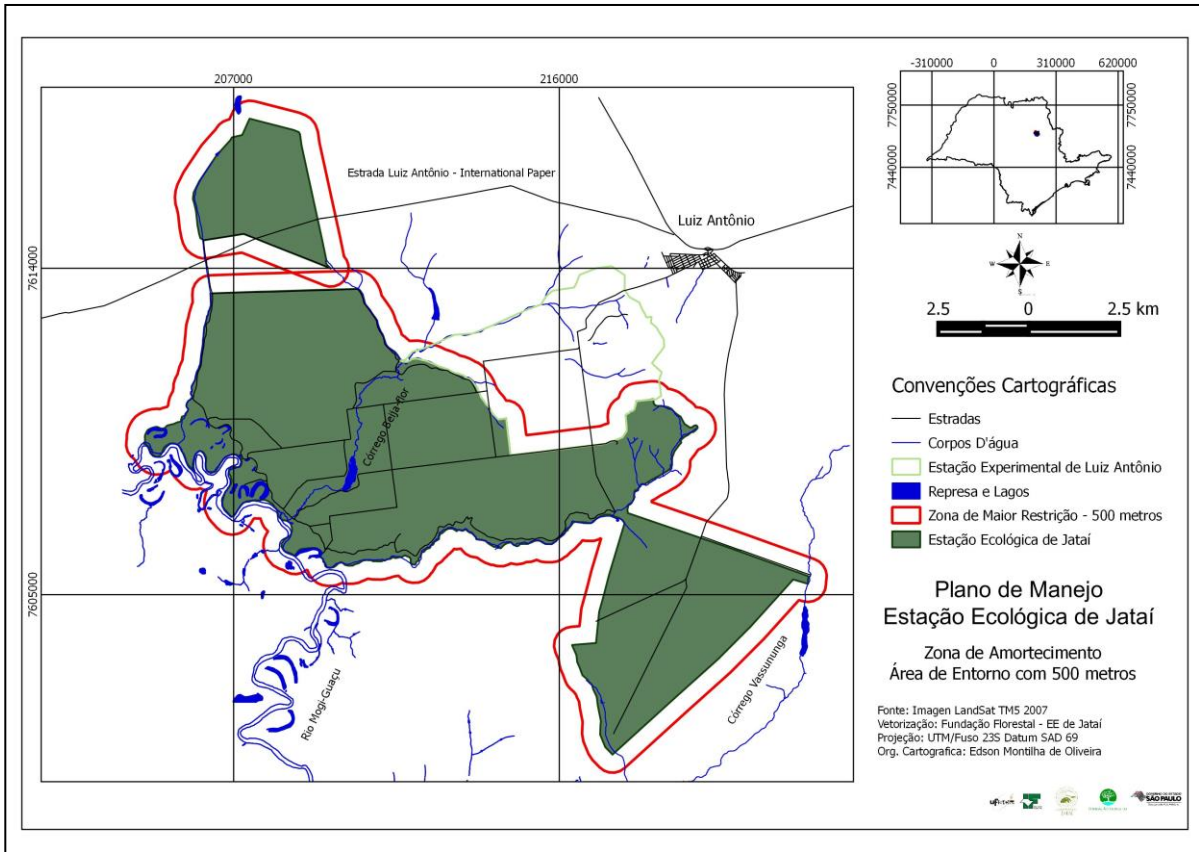 207000
216000
7614000
7605000
Estrada Luiz Antônio - International Paper
Luiz Antônio
Córrego Beija-flor
Rio Mogi-Guaçu
Córrego Vassununga
-310000
0
310000
620000
7750000
7440000
7750000
7440000
N
W
E
S
2.5
0
2.5 km
Convenções Cartográficas
Estradas
Corpos D'água
Estação Experimental de Luiz Antônio
Represa e Lagos
Zona de Maior Restrição - 500 metros
Estação Ecológica de Jataí
Plano de Manejo
Estação Ecológica de Jataí
Zona de Amortecimento
Área de Entorno com 500 metros
Fonte: Imagen LandSat TM5 2007
Vetorização: Fundação Florestal - EE de Jataí
Projeção: UTM/Fuso 23S Datum SAD 69
Org. Cartografica: Edson Montilha de Oliveira
SÃO PAULO